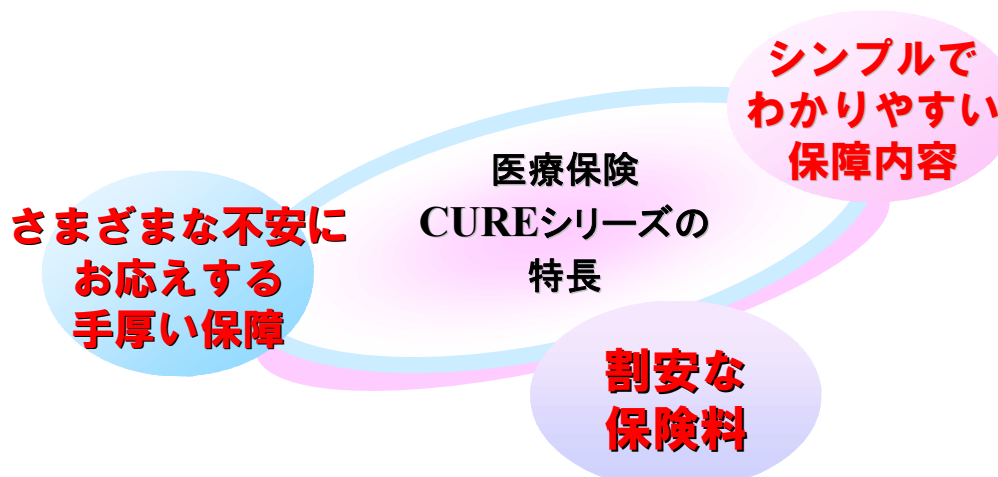 シンプルで
わかりやすい
保障内容
医療保険
CUREシリーズの
特長
さまざまな不安に
お応えする
手厚い保障
割安な
保険料